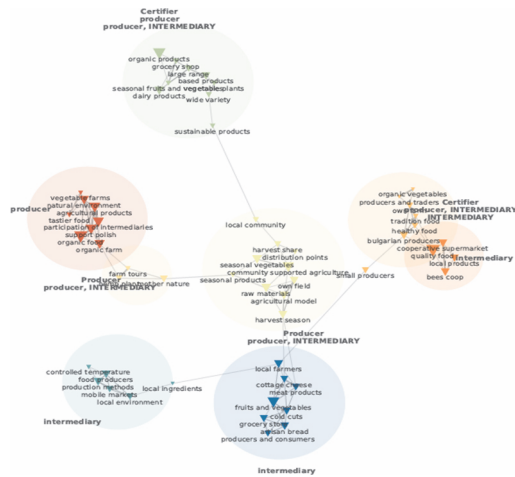 Certifier
producer
producer, INTERMEDIARY
organic products
grocery shop
large range
based products
seasonal fruits and vegetables plants
dairy products
wide variety
sustainable products
vegetable farms
natural environment
producer
agricultural products
tastier food
participation of intermediaries
support polish
organic food
organic farm
farm tours
mother nature
Producer
producer, INTERMEDIARY
local community
harvest share
distribution points
seasonal vegetables
community supported agriculture
seasonal products
own field
raw materials
agricultural model
harvest season
small producers
organic vegetables
Certifier
producers and traders
producer, INTERMEDIARY
INTERMEDIARY
tradition food
healthy food
bulgarian producers
cooperative supermarket
quality food
intermediary
local products
bees coop
Producer
producer, INTERMEDIARY
controlled temperature
food producers
production methods
mobile markets
local environment
local ingredients
intermediary
local farmers
cottage cheese
meat products
fruits and vegetables
cold cuts
grocery store
artisan bread
producers and consumers
intermediary